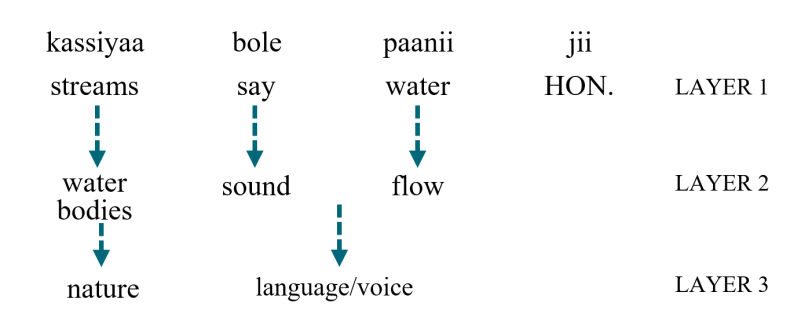 kassiyaa bole paanii jii
streams say water HON. LAYER 1
water bodies sound flow LAYER 2
nature language/voice LAYER 3